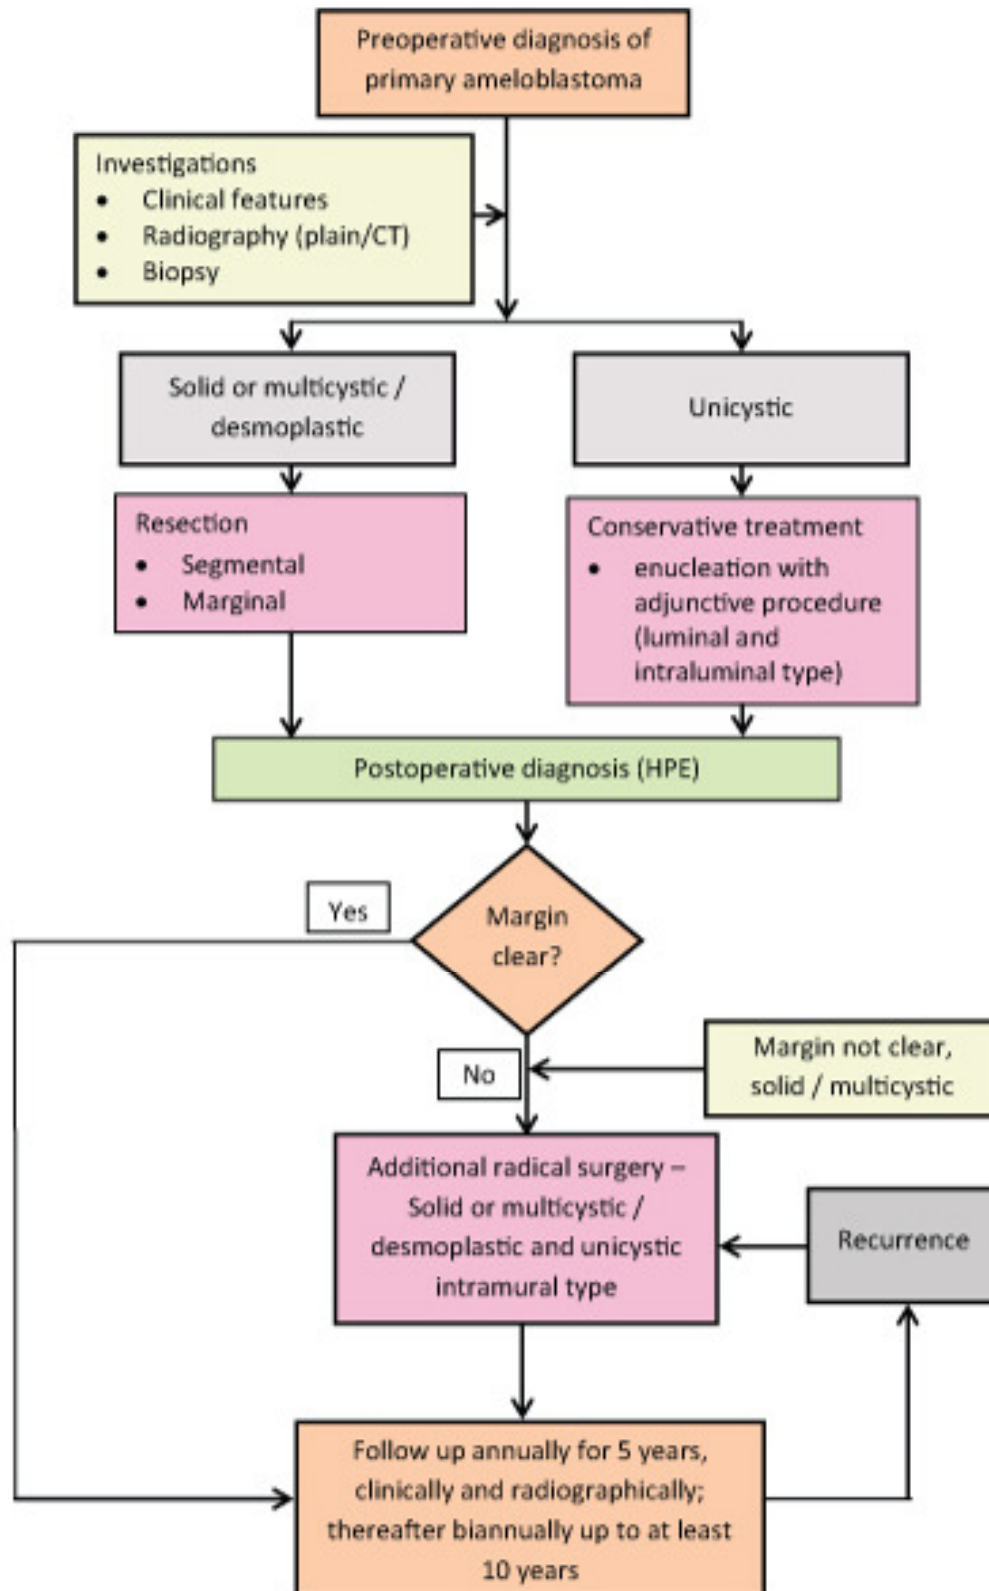 Preoperative diagnosis of
primary ameloblastoma
Investigations
• Clinical features
• Radiography (plain/CT)
• Biopsy
Solid or multicystic /
desmoplastic
Unicystic
Resection
• Segmental
• Marginal
Conservative treatment
• enucleation with
adjunctive procedure
(luminal and
intraluminal type)
Postoperative diagnosis (HPE)
Yes
Margin
clear?
No
Margin not clear,
solid / multicystic
Additional radical surgery –
Solid or multicystic /
desmoplastic and unicystic
intramural type
Recurrence
Follow up annually for 5 years,
clinically and radiographically;
thereafter biannually up to at least
10 years